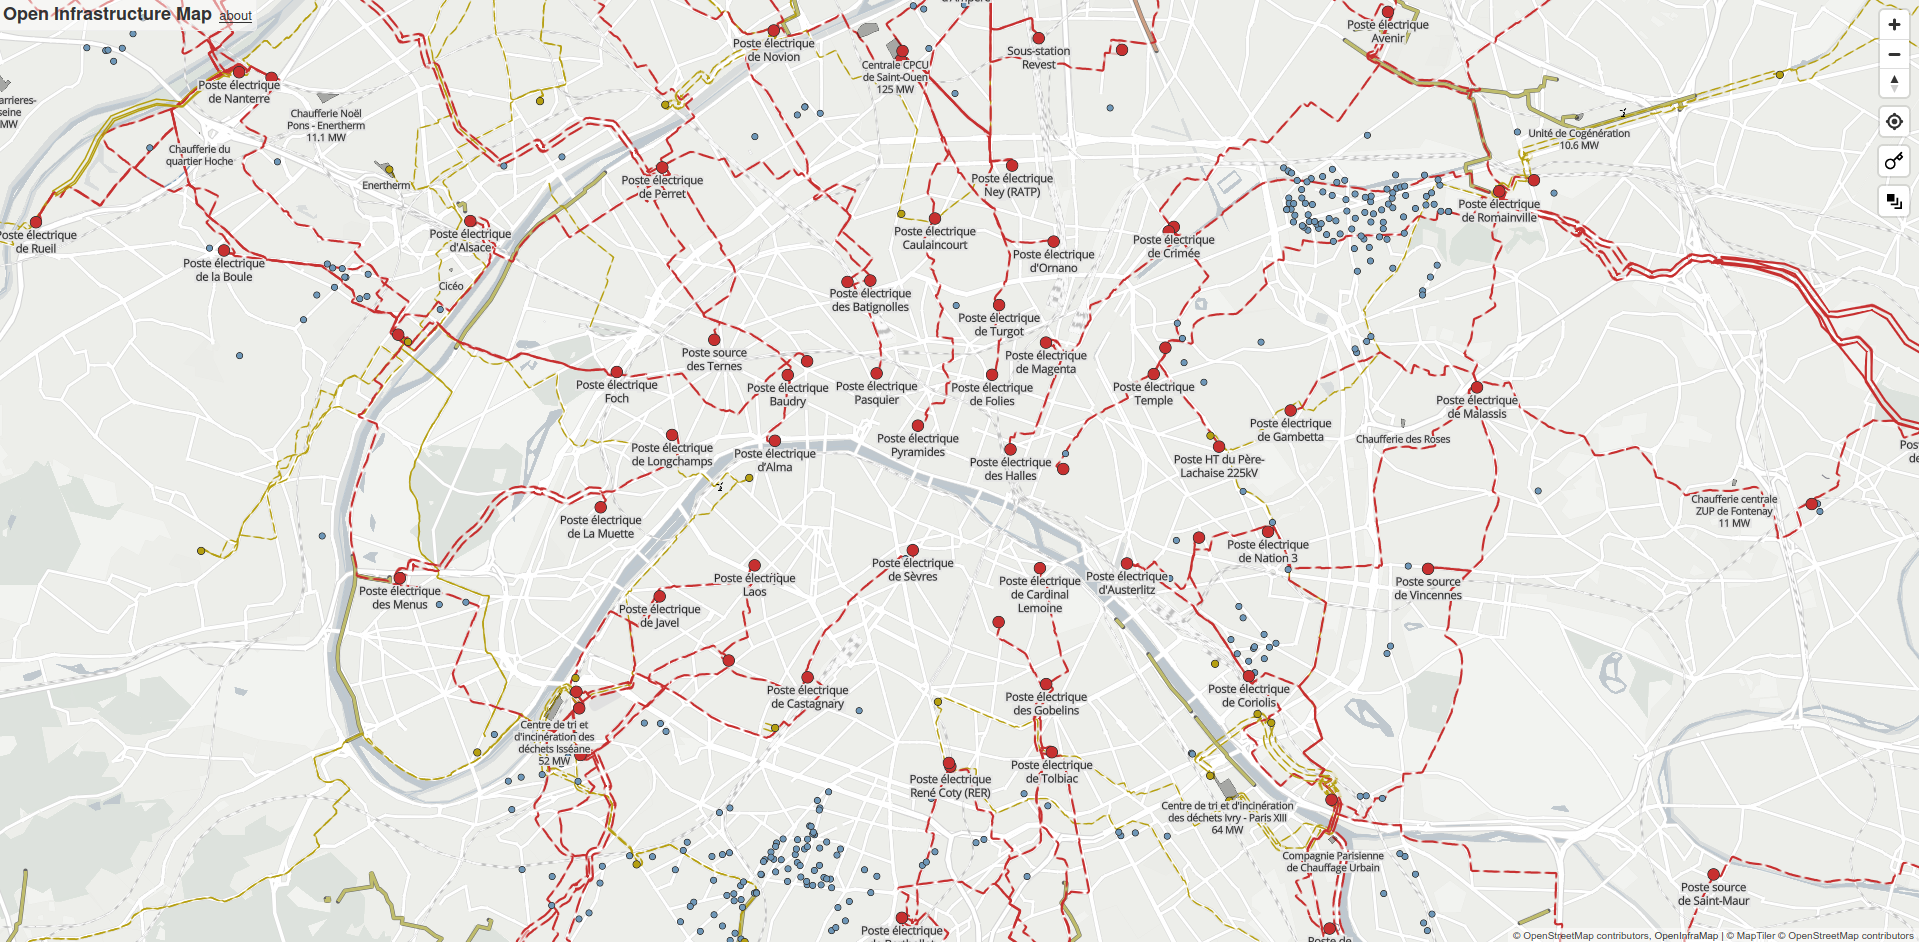 Open Infrastructure Map about
Poste électrique
de Nanterre
Chaufferie Noël
Pons - Enertherm
11.1 MW
Chaufferie du
quartier Hoche
Enertherm
Poste électrique
de Rueil
Poste électrique
de la Boule
Poste électrique
d'Alsace
Cicéo
Poste électrique
de Novion
Centrale CPCU
de Saint-Ouen
125 MW
Sous-station
Revest
Poste électrique
Avenir
Unité de Cogénération
10.6 MW
Poste électrique
de Perret
Poste électrique
Ney (RATP)
Poste électrique
de Romainville
Poste électrique
Caulaincourt
Poste électrique
d'Ornano
Poste électrique
de Crimée
Poste électrique
des Batignolles
Poste électrique
de Turgot
Poste source
des Ternes
Poste électrique
de Magenta
Poste électrique
Foch
Poste électrique
Baudry
Poste électrique
Pasquier
Poste électrique
de Folies
Poste électrique
Temple
Poste électrique
de Malassis
Poste électrique
de Gambetta
Chaufferie des Roses
Poste électrique
de Longchamps
Poste électrique
d'Alma
Poste électrique
Pyramides
Poste électrique
des Halles
Poste HT du Père-
Lachaise 225kV
Chaufferie centrale
ZUP de Fontenay
11 MW
Poste électrique
de La Muette
Poste électrique
de Nation 3
Poste électrique
des Menus
Poste électrique
Laos
Poste électrique
de Sèvres
Poste électrique
de Cardinal
Lemoine
Poste électrique
d'Austerlitz
Poste source
de Vincennes
Poste électrique
de Javel
Poste électrique
de Castagnary
Poste électrique
des Gobelins
Poste électrique
de Coriolis
Centre de tri et
d'incinération des
déchets Isséane
52 MW
Poste électrique
René Coty (RER)
Poste électrique
de Tolbiac
Centre de tri et d'incinération
des déchets Ivry - Paris XIII
64 MW
Compagnie Parisienne
de Chauffage Urbain
Poste source
de Saint-Maur
Poste électrique
Poste de
© OpenStreetMap contributors, OpenInfraMap | © MapTiler © OpenStreetMap contributors